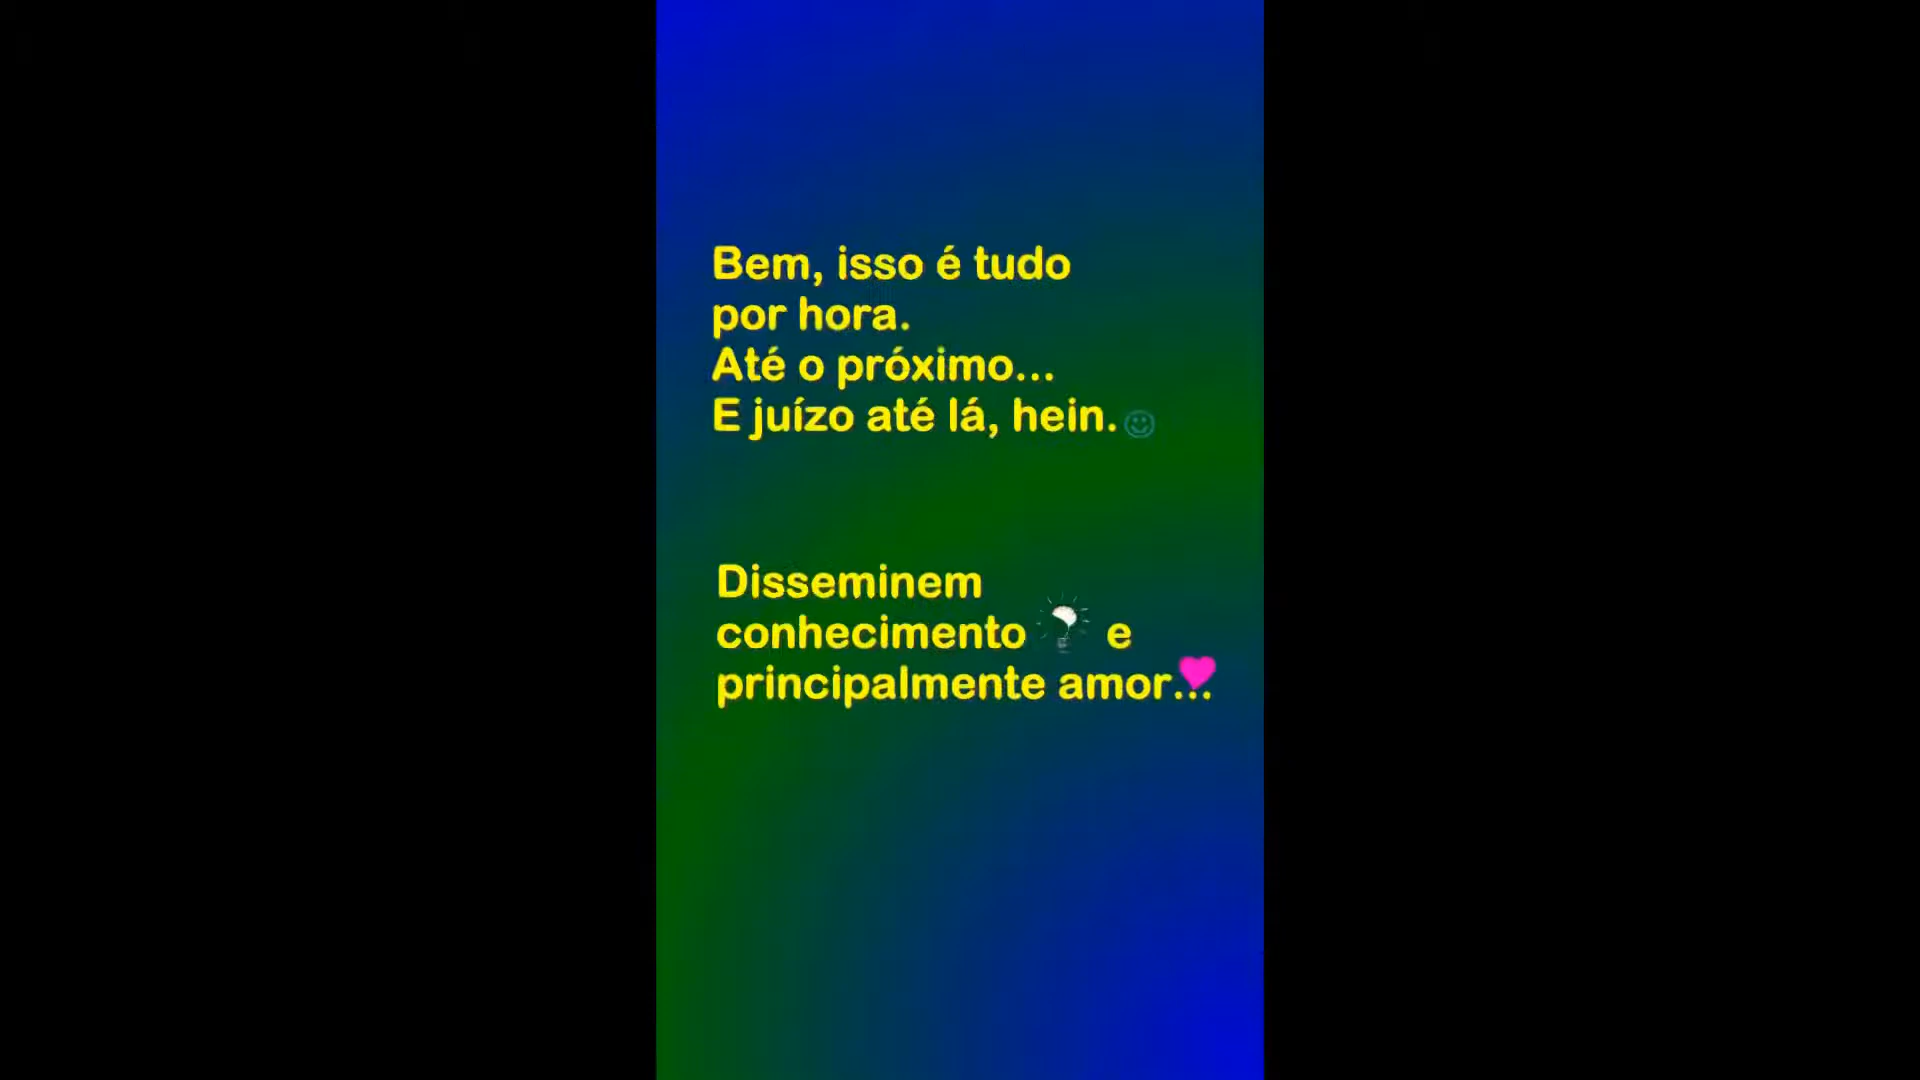 Bem, isso é tudo
por hora.
Até o próximo...
E juízo até lá, hein.
Disseminem
conhecimento e
principalmente amor...